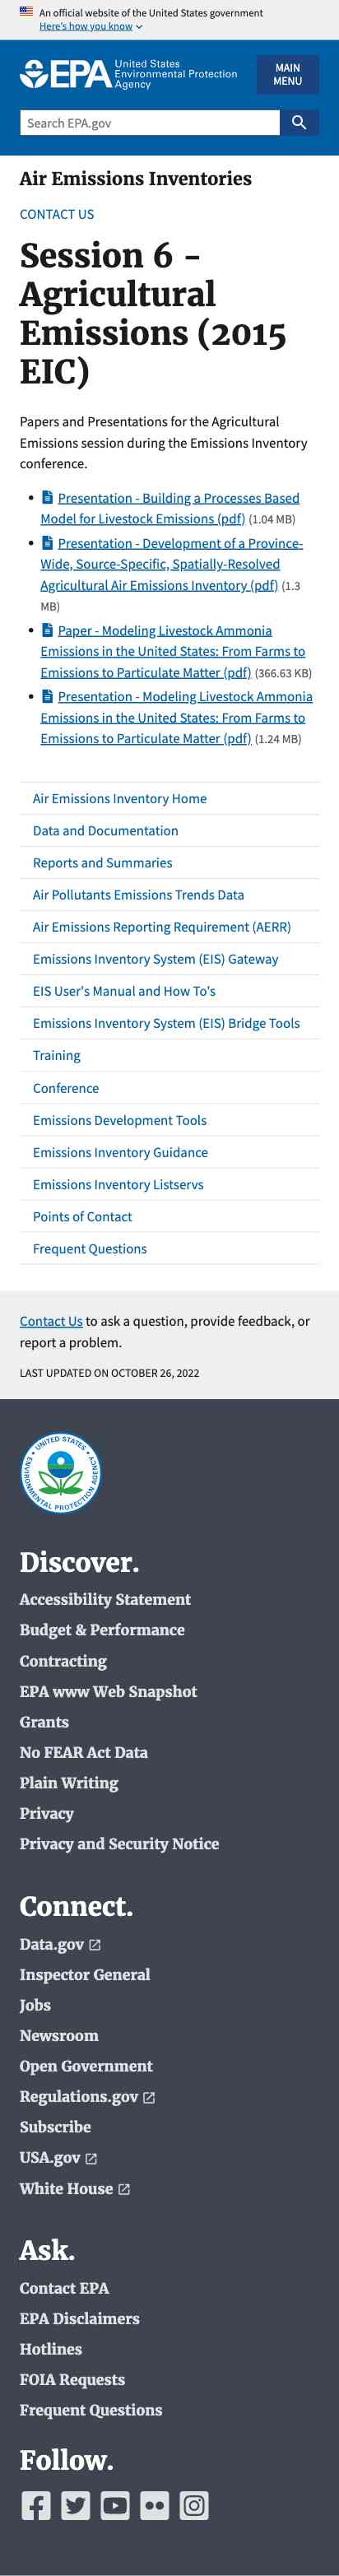 An official website of the United States government
Here's how you know
EPA
United States
Environmental Protection
Agency
MAIN
MENU
Search EPA.gov
Air Emissions Inventories
CONTACT US
Session 6 -
Agricultural
Emissions (2015
EIC)
Papers and Presentations for the Agricultural
Emissions session during the Emissions Inventory
conference.
Presentation - Building a Processes Based
Model for Livestock Emissions (pdf) (1.04 MB)
Presentation - Development of a Province-
Wide, Source-Specific, Spatially-Resolved
Agricultural Air Emissions Inventory (pdf) (1.3
MB)
Paper - Modeling Livestock Ammonia
Emissions in the United States: From Farms to
Emissions to Particulate Matter (pdf) (366.63 KB)
Presentation - Modeling Livestock Ammonia
Emissions in the United States: From Farms to
Emissions to Particulate Matter (pdf) (1.24 MB)
Air Emissions Inventory Home
Data and Documentation
Reports and Summaries
Air Pollutants Emissions Trends Data
Air Emissions Reporting Requirement (AERR)
Emissions Inventory System (EIS) Gateway
EIS User's Manual and How To's
Emissions Inventory System (EIS) Bridge Tools
Training
Conference
Emissions Development Tools
Emissions Inventory Guidance
Emissions Inventory Listservs
Points of Contact
Frequent Questions
Contact Us to ask a question, provide feedback, or
report a problem.
LAST UPDATED ON OCTOBER 26, 2022
UNITED STATES
ENVIRONMENTAL PROTECTION AGENCY
Discover.
Accessibility Statement
Budget & Performance
Contracting
EPA www Web Snapshot
Grants
No FEAR Act Data
Plain Writing
Privacy
Privacy and Security Notice
Connect.
Data.gov
Inspector General
Jobs
Newsroom
Open Government
Regulations.gov
Subscribe
USA.gov
White House
Ask.
Contact EPA
EPA Disclaimers
Hotlines
FOIA Requests
Frequent Questions
Follow.